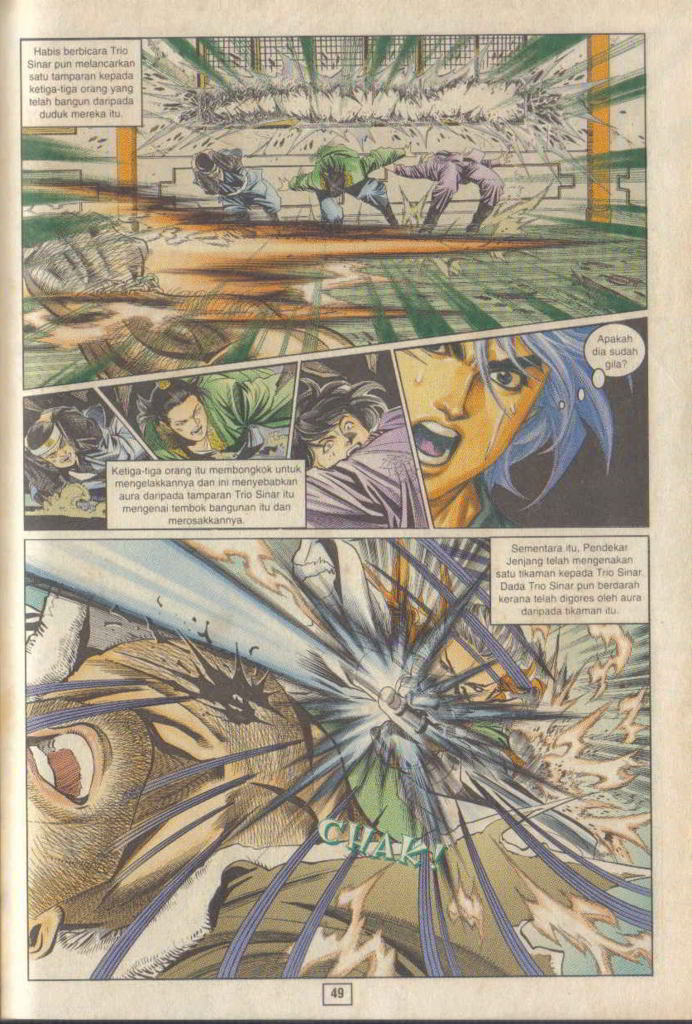 Habis berbicara Trio
Sinar pun melancarkan
satu tamparan kepada
ketiga-tiga orang yang
telah bangun daripada
duduk mereka itu.
Apakah
dia sudah
gila?
Ketiga-tiga orang itu membongkok untuk
mengelakkannya dan ini menyebabkan
aura daripada tamparan Trio Sinar itu
mengenai tembok bangunan itu dan
merosakkannya.
Sementara itu, Pendekar
Jenjang telah mengenakan
satu tikaman kepada Trio Sinar.
Dada Trio Sinar pun berdarah
kerana telah digores oleh aura
daripada tikaman itu.
CHAK!
49